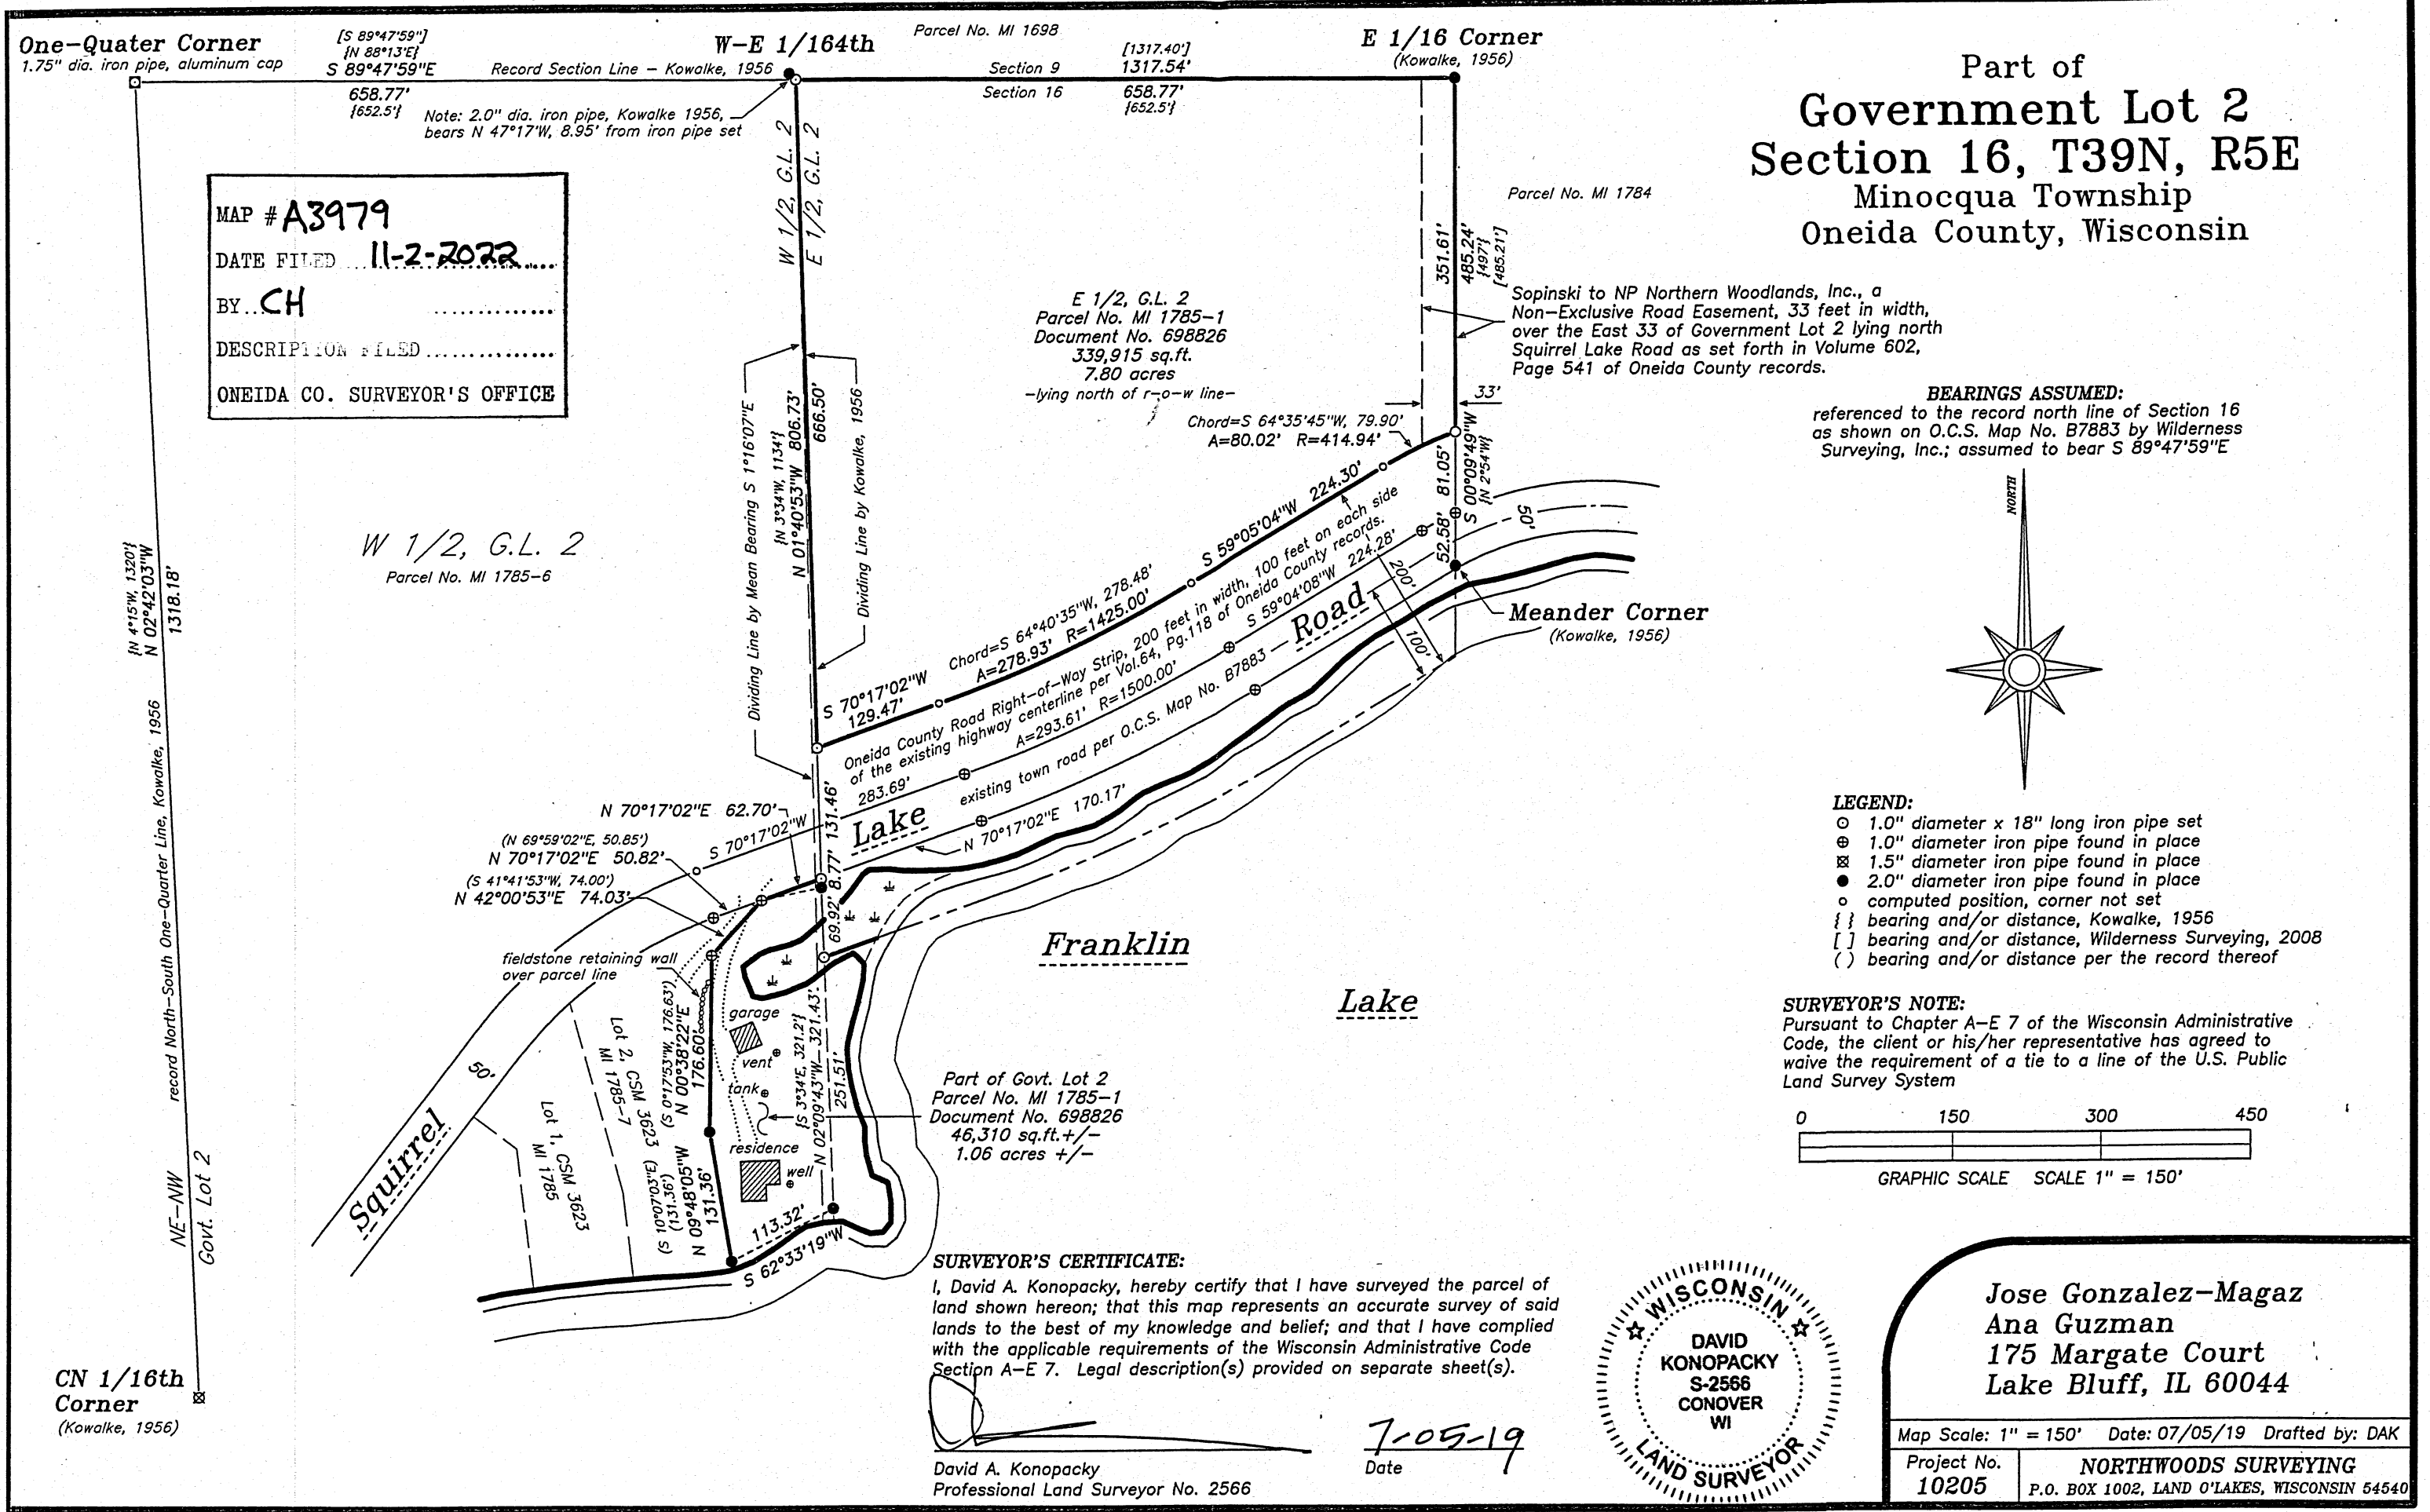 One-Quater Corner
1.75" dia. iron pipe, aluminum cap
[S 89°47'59"]
{N 88°13'E}
S 89°47'59"E
658.77'
{652.5'}
Record Section Line - Kowalke, 1956
Note: 2.0" dia. iron pipe, Kowalke 1956,
bears N 47°17'W, 8.95' from iron pipe set
W-E 1/164th
Parcel No. MI 1698
Section 9
Section 16
[1317.40']
1317.54'
658.77'
{652.5'}
E 1/16 Corner
(Kowalke, 1956)
Part of
Government Lot 2
Section 16, T39N, R5E
Minocqua Township
Oneida County, Wisconsin
MAP # A3979
DATE FILED 11-2-2022
BY CH
DESCRIPTION FILED
ONEIDA CO. SURVEYOR'S OFFICE
W 1/2, G.L. 2
E 1/2, G.L. 2
Parcel No. MI 1784
351.61'
485.24'
{497'}
[485.21']
E 1/2, G.L. 2
Parcel No. MI 1785-1
Document No. 698826
339,915 sq.ft.
7.80 acres
-lying north of r-o-w line-
Sopinski to NP Northern Woodlands, Inc., a
Non-Exclusive Road Easement, 33 feet in width,
over the East 33 of Government Lot 2 lying north
Squirrel Lake Road as set forth in Volume 602,
Page 541 of Oneida County records.
33'
BEARINGS ASSUMED:
referenced to the record north line of Section 16
as shown on O.C.S. Map No. B7883 by Wilderness
Surveying, Inc.; assumed to bear S 89°47'59"E
NORTH
Chord=S 64°35'45"W, 79.90'
A=80.02' R=414.94'
Dividing Line by Mean Bearing S 1°16'07"E
{N 3°34'W, 1134'}
N 01°40'53"W 806.73'
666.50'
Dividing Line by Kowalke, 1956
W 1/2, G.L. 2
Parcel No. MI 1785-6
{N 4°15'W, 1320'}
N 02°42'03"W
1318.18'
record North-South One-Quarter Line, Kowalke, 1956
S 59°05'04"W 224.30'
81.05'
S 00°09'49"W
{N 2°54'W}
52.58'
50'
Chord=S 64°40'35"W, 278.48'
A=278.93' R=1425.00'
S 70°17'02"W
129.47'
Oneida County Road Right-of-Way Strip, 200 feet in width, 100 feet on each side
of the existing highway centerline per Vol.64, Pg.118 of Oneida County records.
S 59°04'08"W 224.28'
200'
100'
A=293.61' R=1500.00'
283.69'
existing town road per O.C.S. Map No. B7883
Road
Meander Corner
(Kowalke, 1956)
131.46'
Lake
N 70°17'02"E 170.17'
N 70°17'02"E 62.70'
S 70°17'02"W
(N 69°59'02"E, 50.85')
N 70°17'02"E 50.82'
(S 41°41'53"W, 74.00')
N 42°00'53"E 74.03'
8.77'
69.92'
fieldstone retaining wall
over parcel line
Franklin
Lake
LEGEND:
1.0" diameter x 18" long iron pipe set
1.0" diameter iron pipe found in place
1.5" diameter iron pipe found in place
2.0" diameter iron pipe found in place
computed position, corner not set
{ } bearing and/or distance, Kowalke, 1956
[ ] bearing and/or distance, Wilderness Surveying, 2008
( ) bearing and/or distance per the record thereof
SURVEYOR'S NOTE:
Pursuant to Chapter A-E 7 of the Wisconsin Administrative
Code, the client or his/her representative has agreed to
waive the requirement of a tie to a line of the U.S. Public
Land Survey System
0 150 300 450
GRAPHIC SCALE SCALE 1" = 150'
(S 0°17'53"W, 176.63')
N 00°38'22"E
176.60'
garage
vent
tank
residence
well
{S 3°34'E, 321.2'}
N 02°09'43"W-321.43'
251.51'
Part of Govt. Lot 2
Parcel No. MI 1785-1
Document No. 698826
46,310 sq.ft.+/-
1.06 acres +/-
50'
Squirrel
Lot 2, CSM 3623
MI 1785-7
Lot 1, CSM 3623
MI 1785
(S 10°07'03"E)
(131.36')
N 09°48'05"W
131.36'
113.32'
S 62°33'19"W
NE-NW
Govt. Lot 2
CN 1/16th
Corner
(Kowalke, 1956)
SURVEYOR'S CERTIFICATE:
I, David A. Konopacky, hereby certify that I have surveyed the parcel of
land shown hereon; that this map represents an accurate survey of said
lands to the best of my knowledge and belief; and that I have complied
with the applicable requirements of the Wisconsin Administrative Code
Section A-E 7. Legal description(s) provided on separate sheet(s).
7-05-19
David A. Konopacky
Professional Land Surveyor No. 2566
Date
WISCONSIN
DAVID
KONOPACKY
S-2566
CONOVER
WI
LAND SURVEYOR
Jose Gonzalez-Magaz
Ana Guzman
175 Margate Court
Lake Bluff, IL 60044
Map Scale: 1" = 150' Date: 07/05/19 Drafted by: DAK
Project No.
10205
NORTHWOODS SURVEYING
P.O. BOX 1002, LAND O'LAKES, WISCONSIN 54540